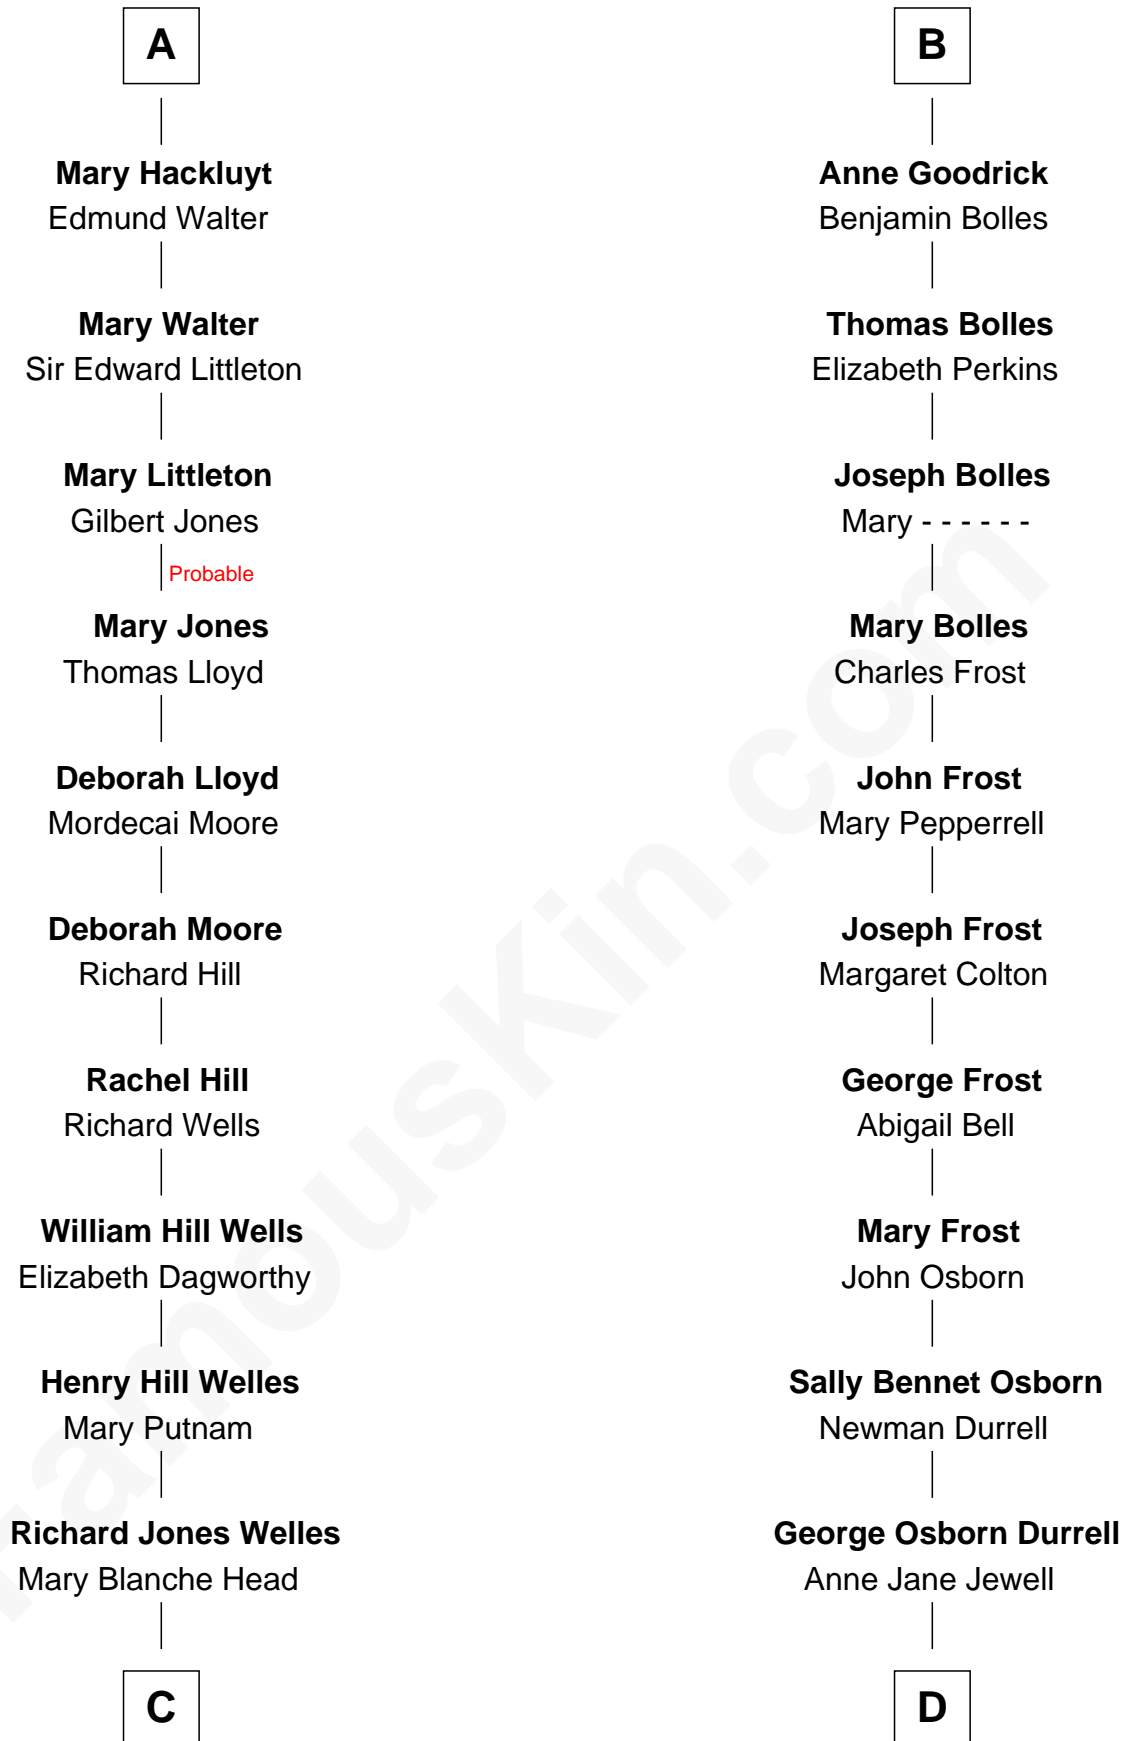 A
Mary Hackluyt
Edmund Walter
Mary Walter
Sir Edward Littleton
Mary Littleton
Gilbert Jones
Probable
Mary Jones
Thomas Lloyd
Deborah Lloyd
Mordecai Moore
Deborah Moore
Richard Hill
Rachel Hill
Richard Wells
William Hill Wells
Elizabeth Dagworthy
Henry Hill Welles
Mary Putnam
Richard Jones Welles
Mary Blanche Head
C
B
Anne Goodrick
Benjamin Bolles
Thomas Bolles
Elizabeth Perkins
Joseph Bolles
Mary - - - - - -
Mary Bolles
Charles Frost
John Frost
Mary Pepperrell
Joseph Frost
Margaret Colton
George Frost
Abigail Bell
Mary Frost
John Osborn
Sally Bennet Osborn
Newman Durrell
George Osborn Durrell
Anne Jane Jewell
D
FamousKin.com